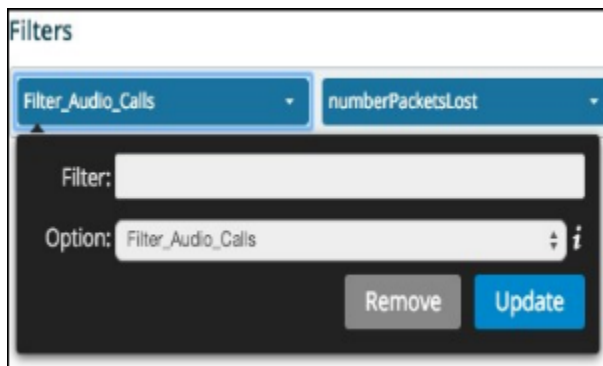 Filters
Filter_Audio_Calls numberPacketsLost
Filter:
Option: Filter_Audio_Calls i
Remove Update